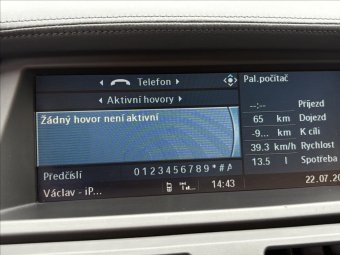 Telefon
Aktivní hovory
Žádný hovor není aktivní
Předčíslí 0123456789*#A
Václav - iP... 14:43
Pal.počítač
--:-- Příjezd
65 km Dojezd
-9... km K cíli
39.3 km/h Rychlost
13.5 l Spotřeba
22.07.20